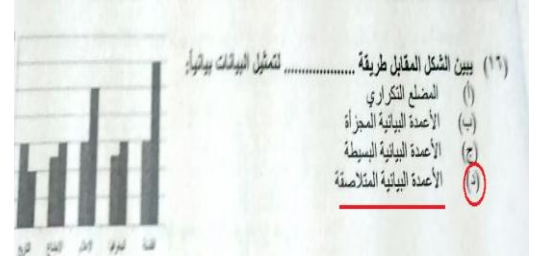 (١٦) يبين الشكل المقابل طريقة .................... لتمثيل البيانات بيانياً:
(أ) المضلع التكراري
(ب) الأعمدة البيانية المجزأة
(ج) الأعمدة البيانية البسيطة
(د) الأعمدة البيانية المتلاصقة